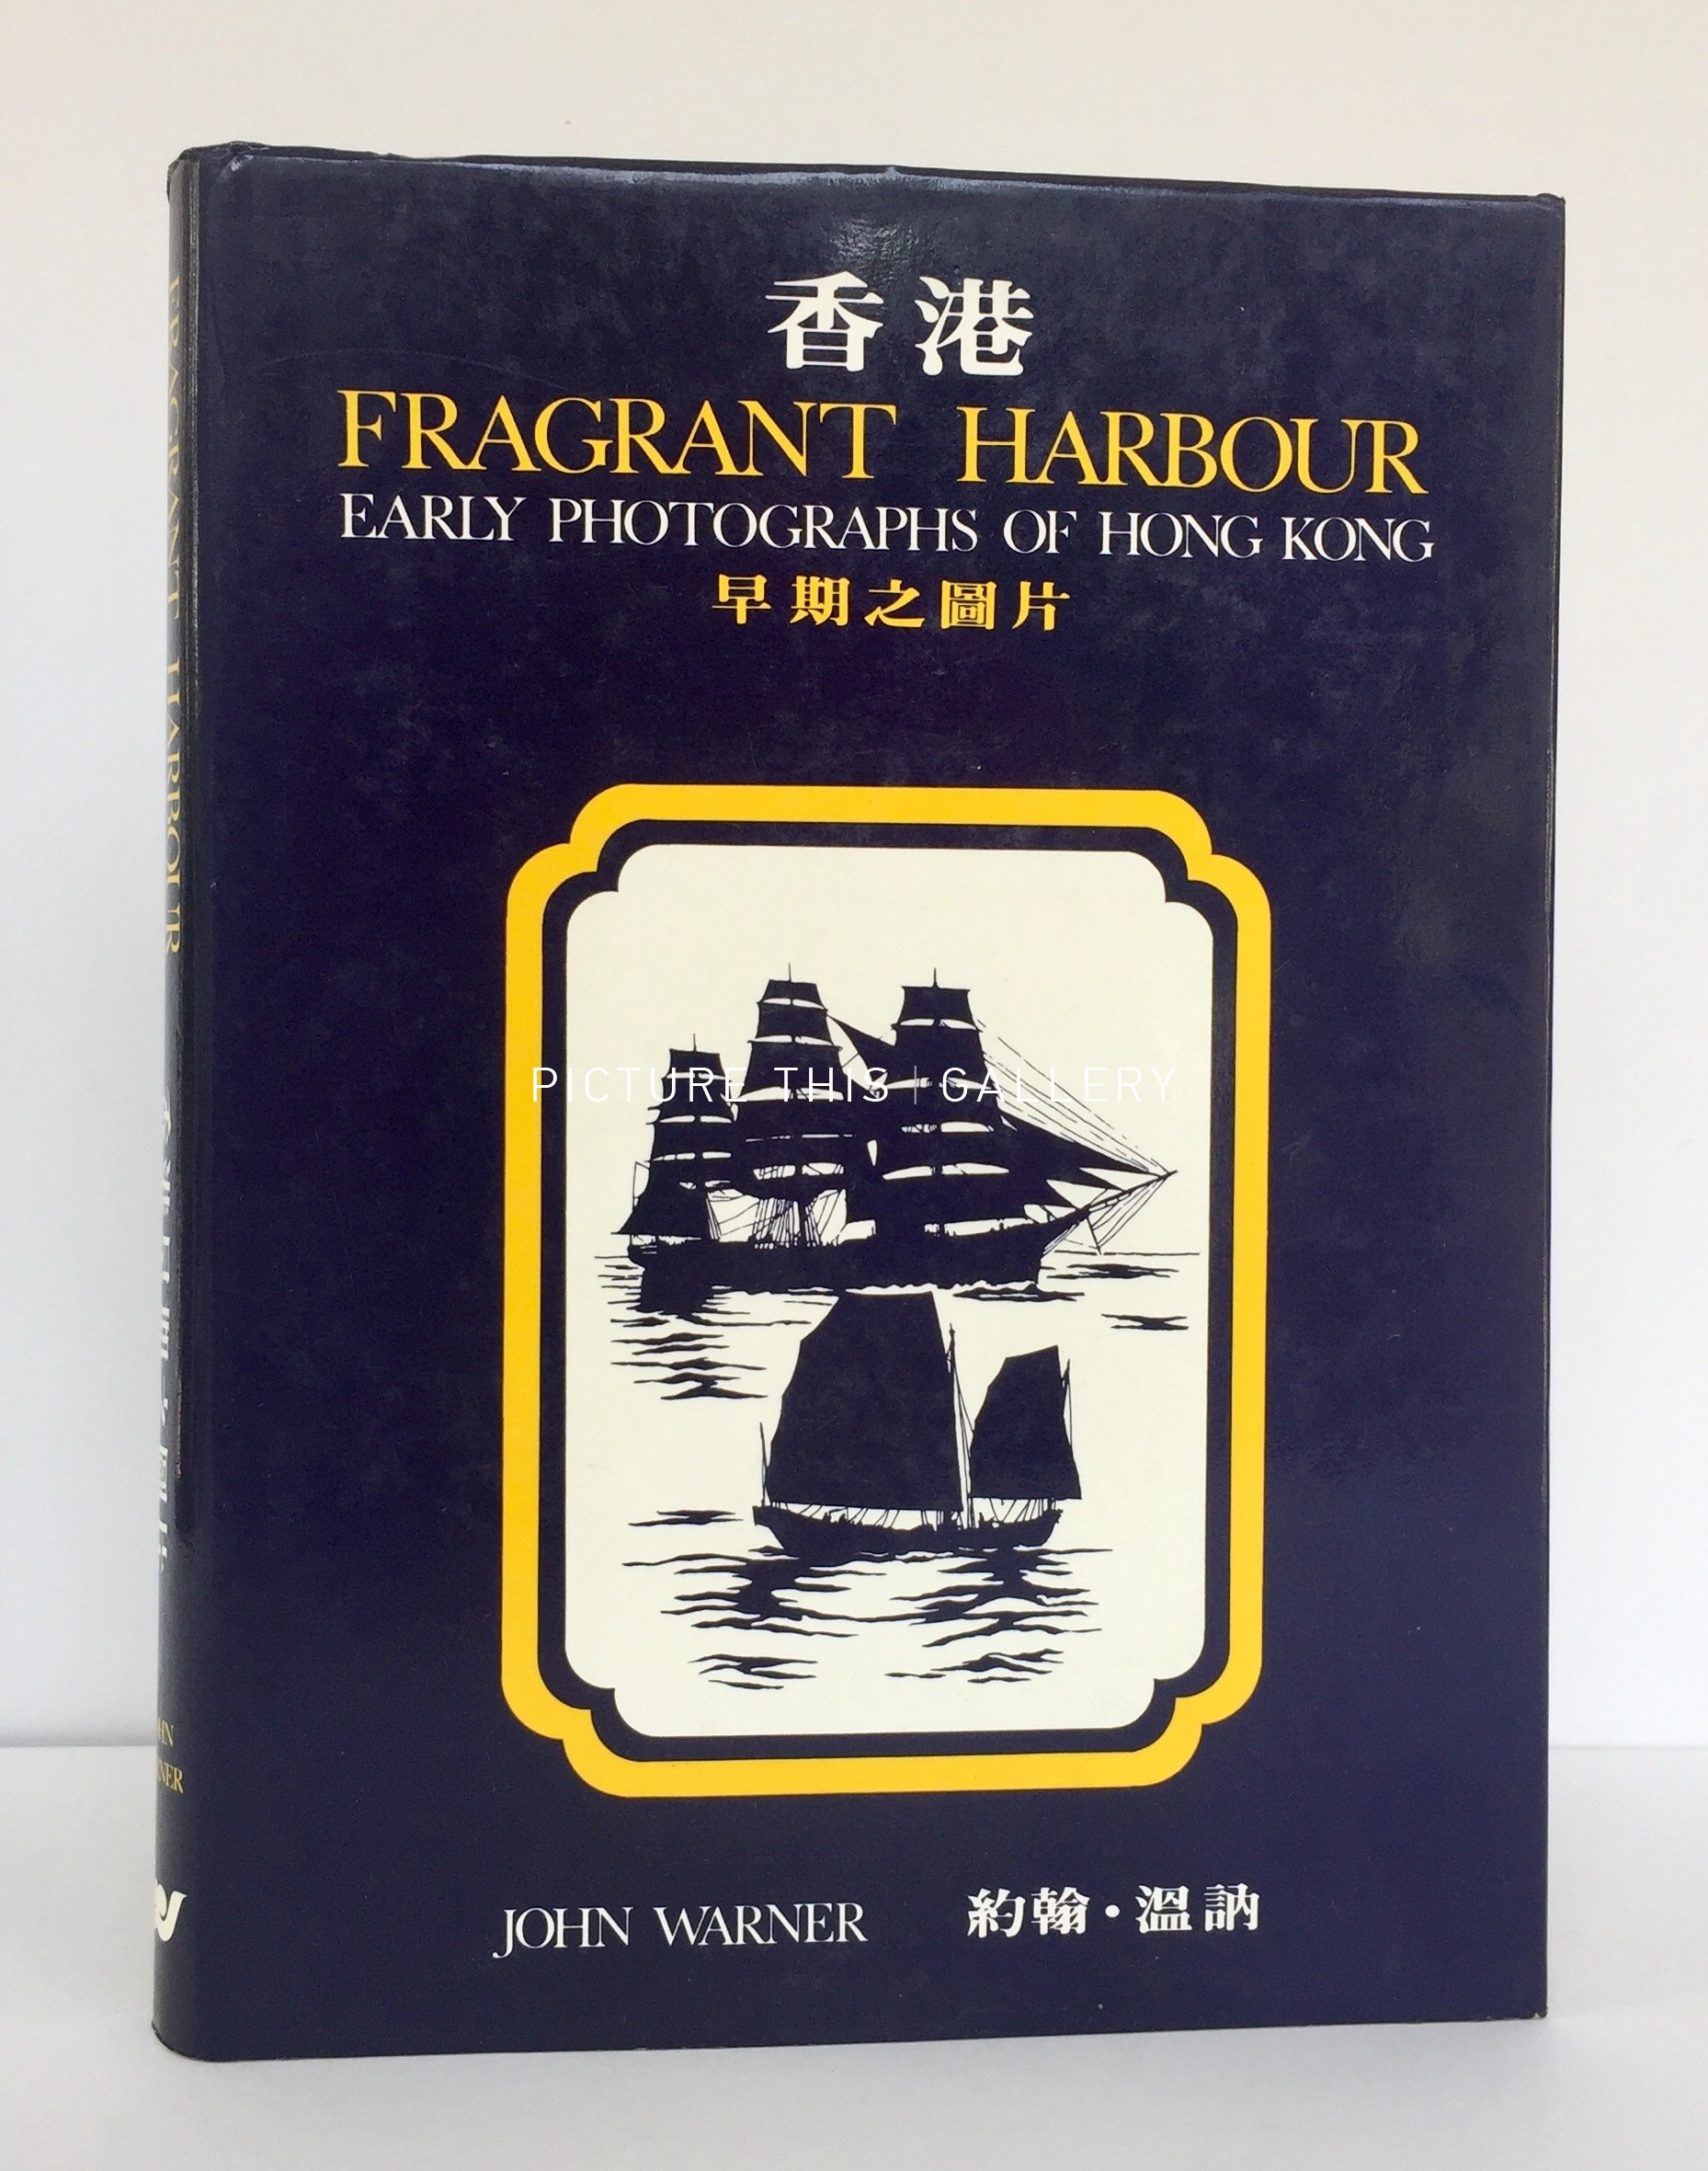 香港
FRAGRANT HARBOUR
EARLY PHOTOGRAPHS OF HONG KONG
早期之圖片
PICTURE THIS | GALLERY
JOHN WARNER 約翰·溫訥
FRAGRANT HARBOUR